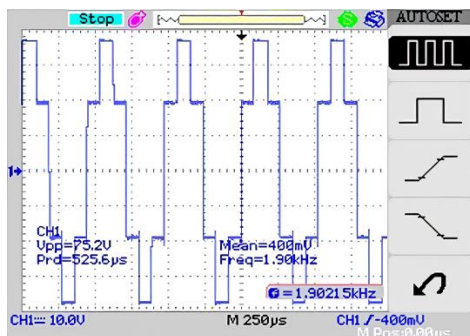 Stop
AUTOSET
1
CH1
Vpp=75.2V
Prd=525.6µs
Mean=400mV
Freq=1.90kHz
=1.90215kHz
CH1 10.0V
M 250µs
CH1 -400mV
M Pos:0.00µs